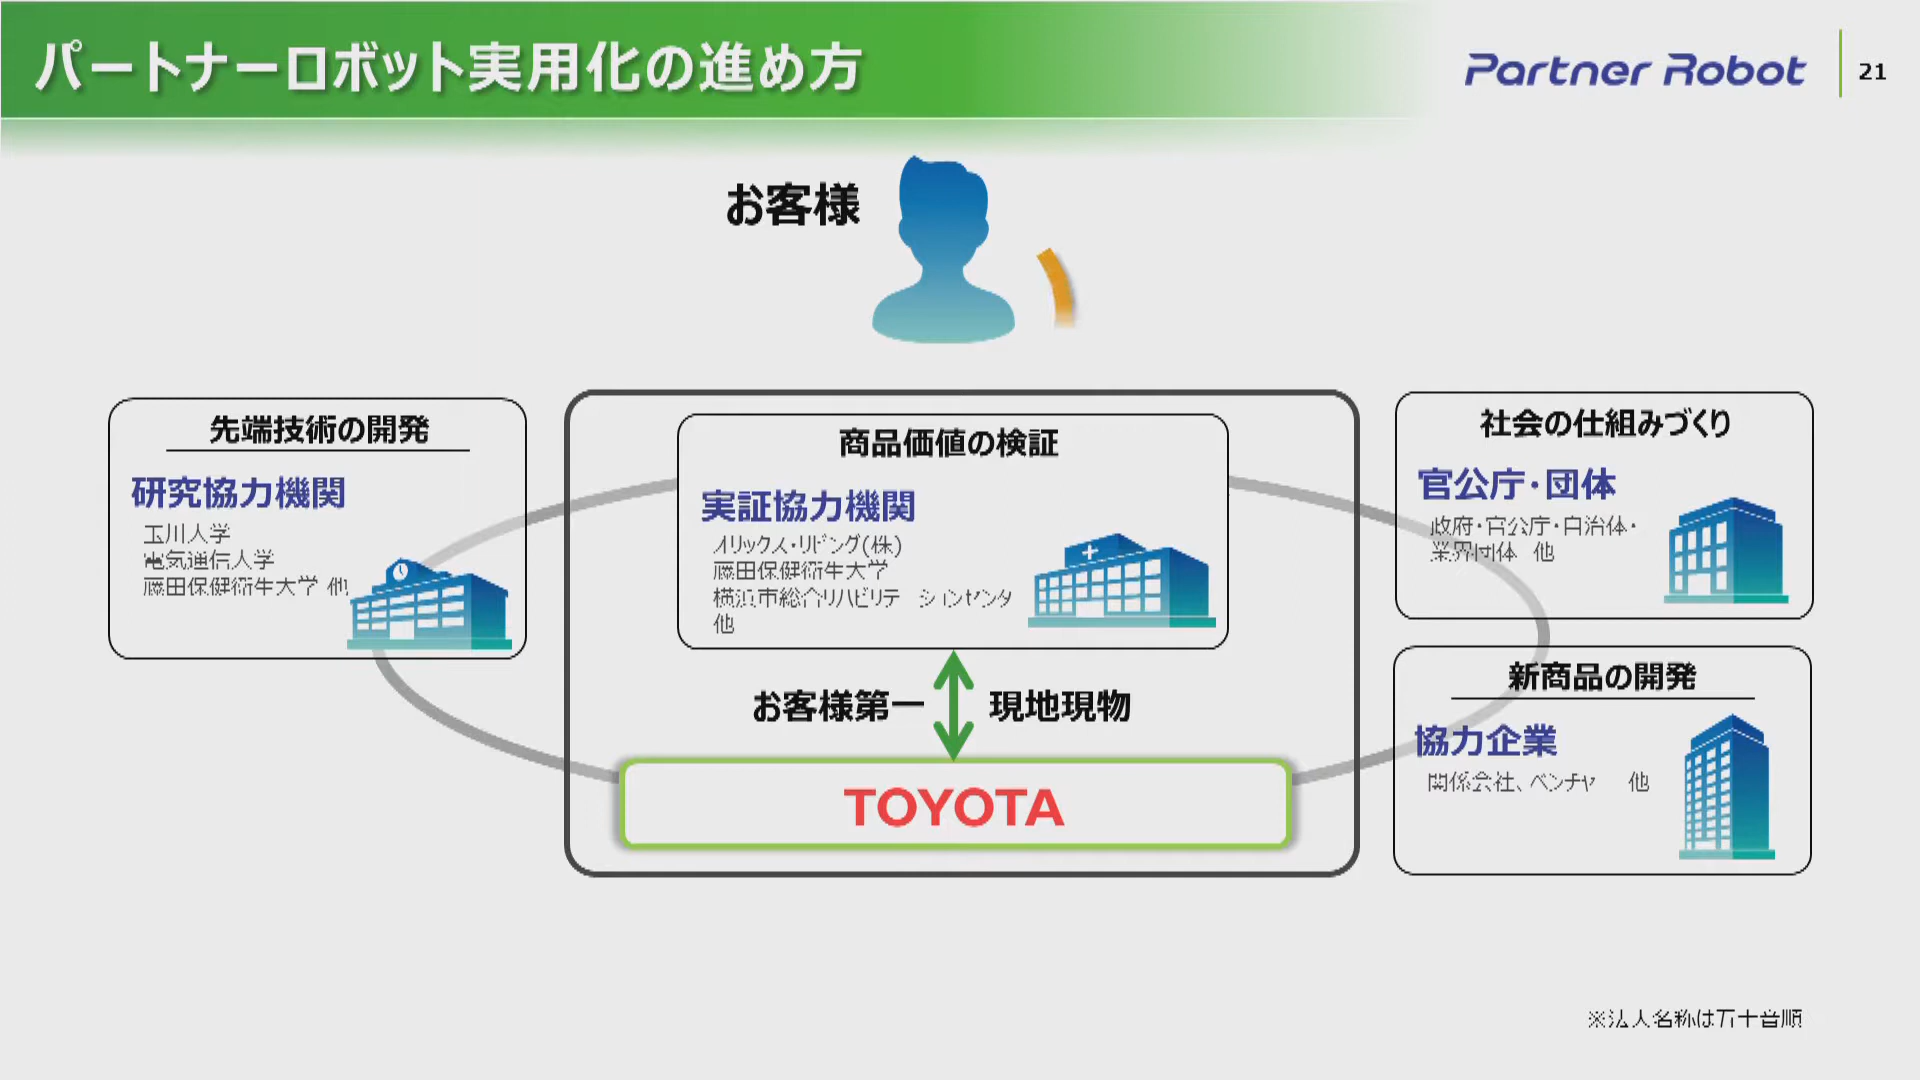 パートナーロボット実用化の進め方
Partner Robot
21
お客様
先端技術の開発
研究協力機関
玉川大学
電気通信大学
藤田保健衛生大学 他
商品価値の検証
実証協力機関
オリックス・リビング(株)
藤田保健衛生大学
横浜市総合リハビリテーションセンター
他
お客様第一
現地現物
TOYOTA
社会の仕組みづくり
官公庁・団体
政府・官公庁・自治体・
業界団体 他
新商品の開発
協力企業
関係会社、ベンチャー 他
※法人名称は五十音順